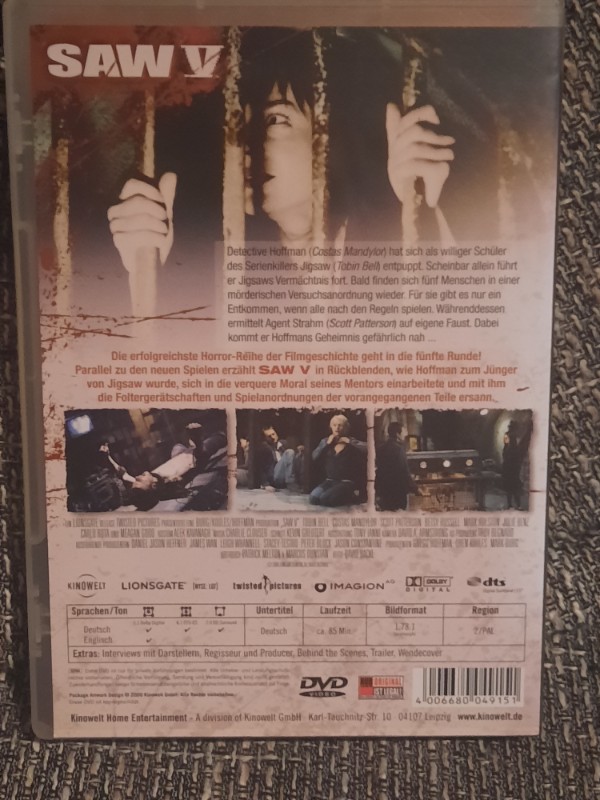 SAW V
Detective Hoffman (Costas Mandylor) hat sich als williger Schüler
des Serienkillers Jigsaw (Tobin Bell) entpuppt. Scheinbar allein führt
er Jigsaws Vermächtnis fort. Bald finden sich fünf Menschen in einer
mörderischen Versuchsanordnung wieder. Für sie gibt es nur ein
Entkommen, wenn alle nach den Regeln spielen. Währenddessen
ermittelt Agent Strahm (Scott Patterson) auf eigene Faust. Dabei
kommt er Hoffmans Geheimnis gefährlich nah ...
Die erfolgreichste Horror-Reihe der Filmgeschichte geht in die fünfte Runde!
Parallel zu den neuen Spielen erzählt SAW V in Rückblenden, wie Hoffman zum Jünger
von Jigsaw wurde, sich in die verquere Moral seines Mentors einarbeitete und mit ihm
die Foltergerätschaften und Spielanordnungen der vorangegangenen Teile ersann.
KINOWELT LIONSGATE [NYSE: LGF] twisted pictures IMAGION AG DOLBY DIGITAL dts
Sprachen/Ton Untertitel Laufzeit Bildformat Region
Deutsch Deutsch ca. 85 Min. 1,78:1 2/PAL
Englisch
Extras: Interviews mit Darstellern, Regisseur und Producer, Behind the Scenes, Trailer, Wendecover
DVD VIDEO
ORIGINAL IST LEGAL!
4 006680 049151
Kinowelt Home Entertainment - A division of Kinowelt GmbH Karl-Tauchnitz-Str. 10 04107 Leipzig www.kinowelt.de